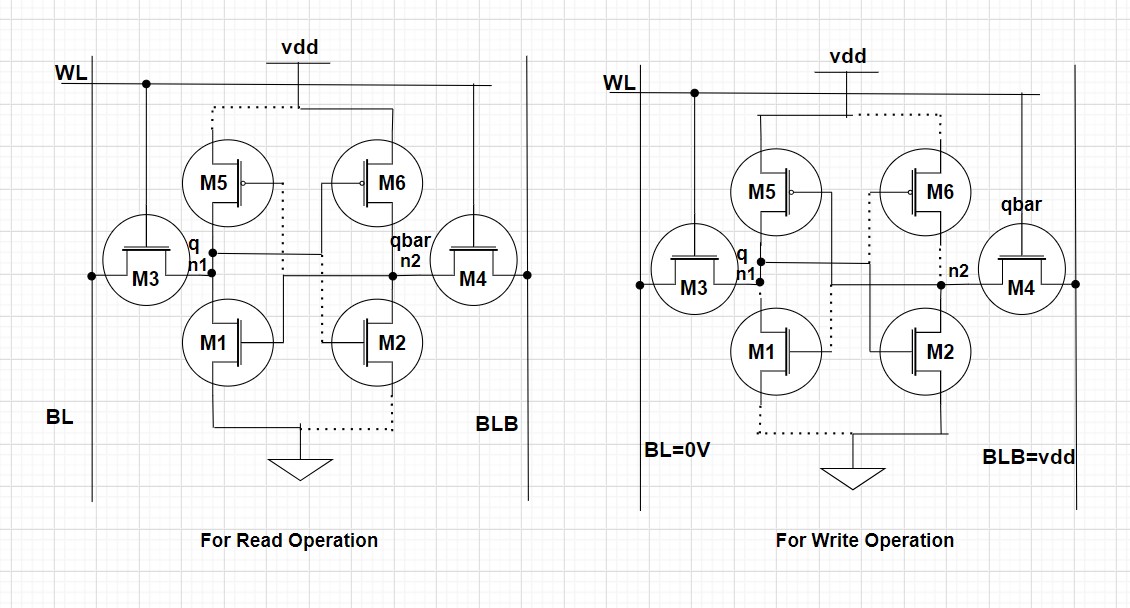 vdd
WL
M5
M6
q
qbar
n1
n2
M3
M4
M1
M2
BL
BLB
For Read Operation
vdd
WL
M5
M6
qbar
q
n1
n2
M3
M4
M1
M2
BL=0V
BLB=vdd
For Write Operation